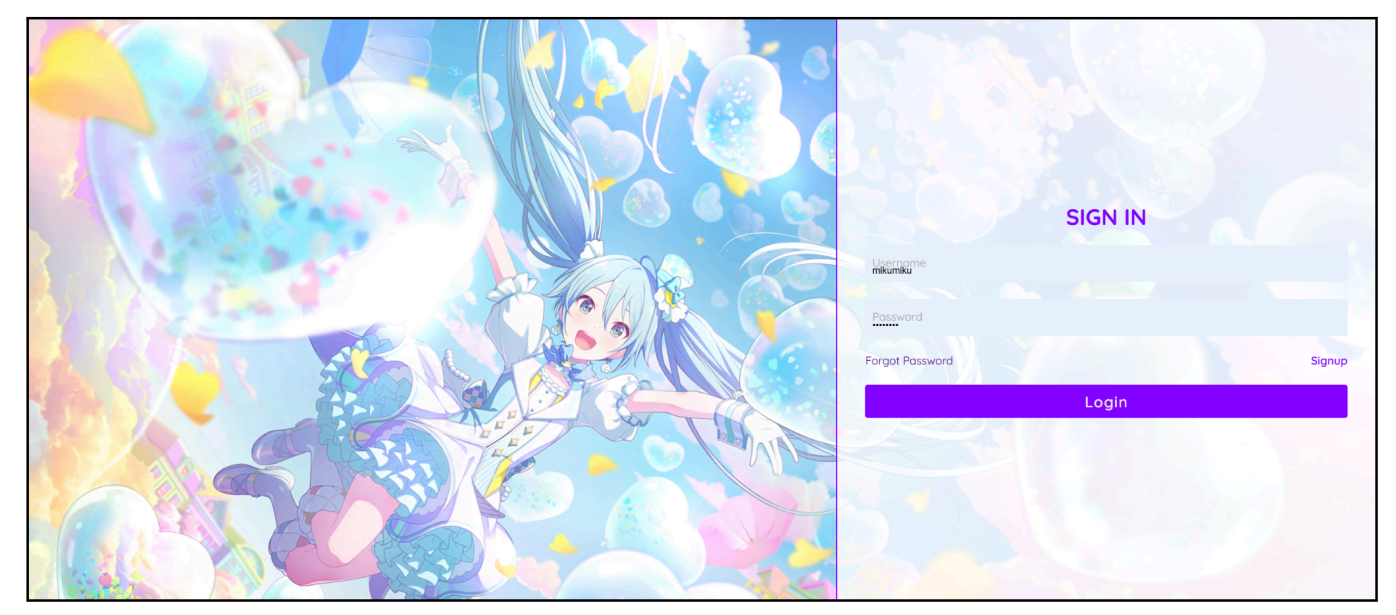 SIGN IN
Username
mikumiku
Password
••••••••
Forgot Password
Signup
Login